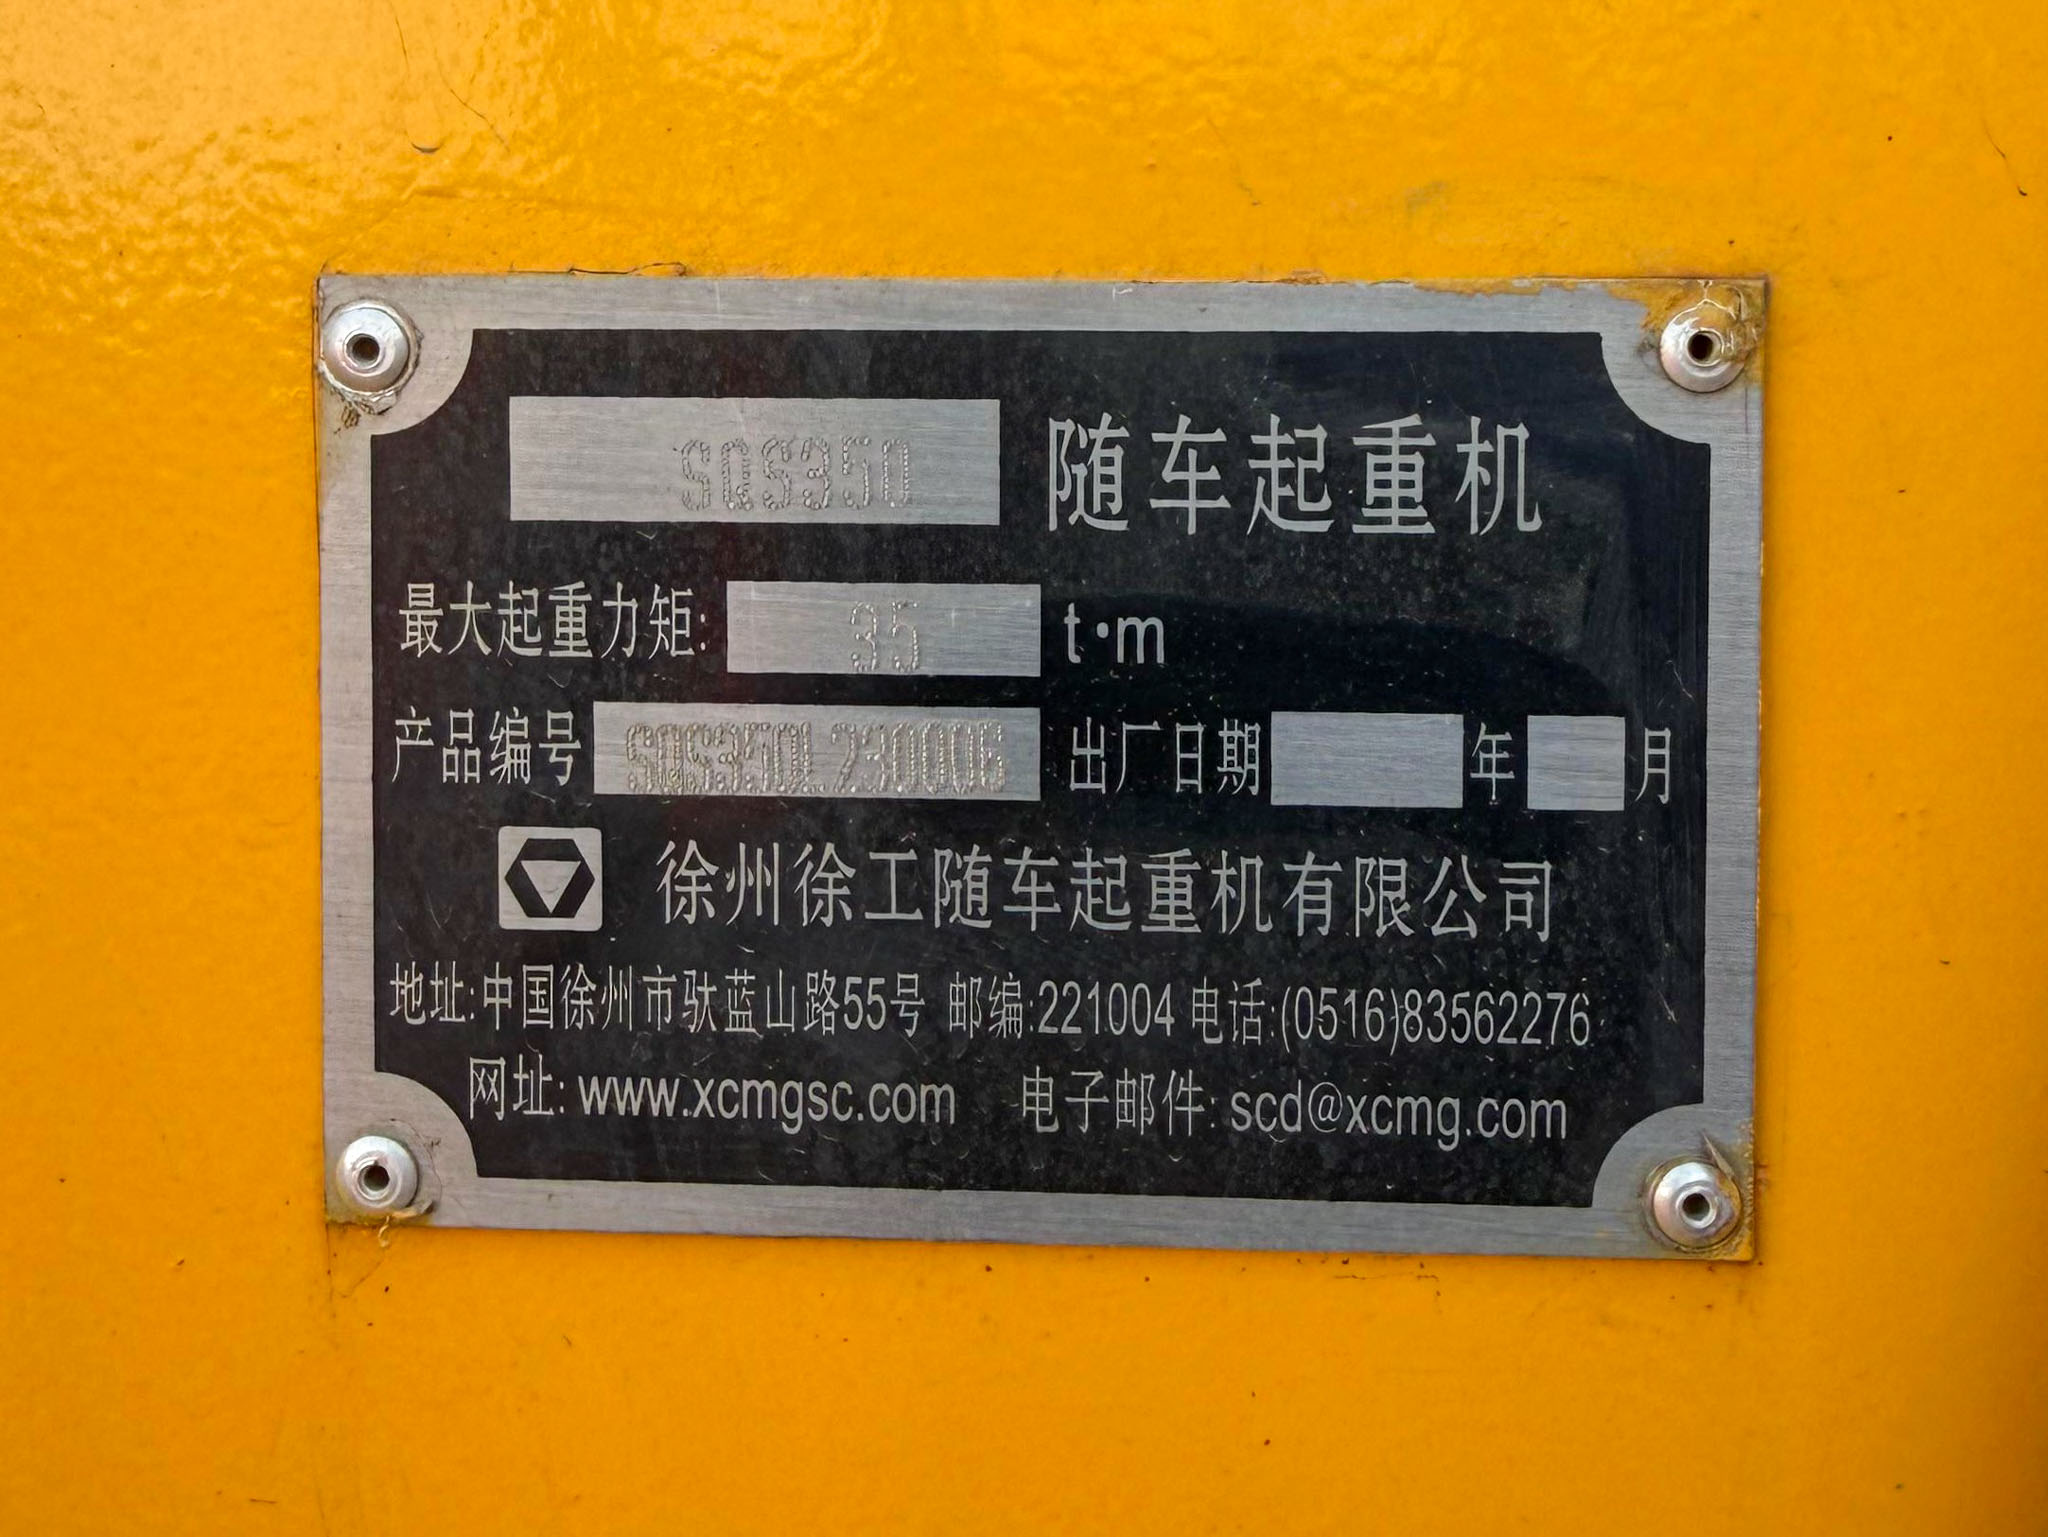 SQS350 随车起重机
最大起重力矩: 35 t·m
产品编号 出厂日期 年 月
徐州徐工随车起重机有限公司
地址:中国徐州市驮蓝山路55号 邮编:221004 电话:(0516)83562276
网址: www.xcmgsc.com 电子邮件: scd@xcmg.com